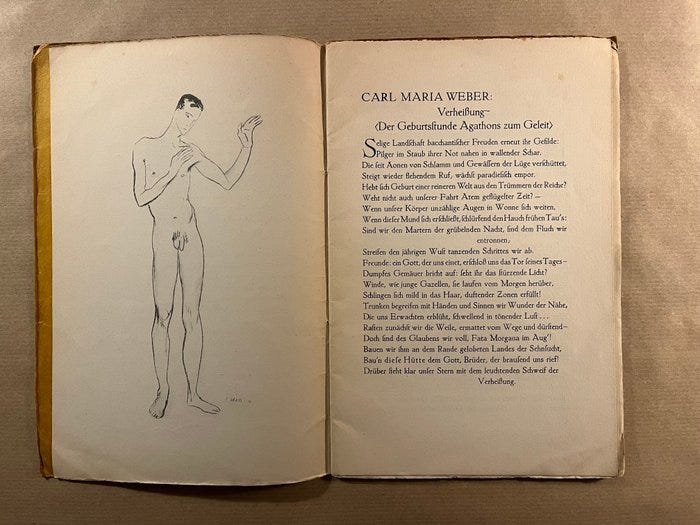 CARL MARIA WEBER:
Verheißung—
(Der Geburtsſtunde Agathons zum Geleit)
Selige Landſchaft bacchantiſcher Freuden erneut ihr Gefilde:
Pilger im Staub ihrer Not nahen in wallender Schar.
Die ſeit Äonen von Schlamm und Gewäſſern der Lüge verſchüttet,
Steigt wieder flehendem Ruf, wächſt paradieſiſch empor.
Hebt ſich Geburt einer reineren Welt aus den Trümmern der Reiche?
Weht nicht auch unſerer Fahrt Atem geflügelter Zeit? —
Wenn unſrer Körper unzählige Augen in Wonne ſich weiten,
Wenn dieſer Mund ſich erſchließt, ſchlürfend den Hauch frühen Tau's:
Sind wir den Martern der grübelnden Nacht, ſind dem Fluch wir
entronnen,
Streifen den jährigen Wuſt tanzenden Schrittes wir ab.
Freunde: ein Gott, der uns einet, erſchloß uns das Tor ſeines Tages—
Dumpfes Gemäuer bricht auf: ſeht ihr das ſtürzende Licht?
Winde, wie junge Gazellen, ſie laufen vom Morgen herüber,
Schlingen ſich mild in das Haar, duftender Zonen erfüllt!
Trunken begreifen mit Händen und Sinnen wir Wunder der Nähe,
Die uns Erwachten erblüht, ſchwellend in tönender Luft...
Raſten zunächſt wir die Weile, ermattet vom Wege und dürſtend—
Doch ſind des Glaubens wir voll, Fata Morgana im Aug'!
Bauen wir ihm an dem Rande gelobeten Landes der Sehnſucht,
Bau'n dieſe Hütte dem Gott, Brüder, der brauſend uns rief!
Drüber ſteht klar unſer Stern mit dem leuchtenden Schweif der
Verheißung.